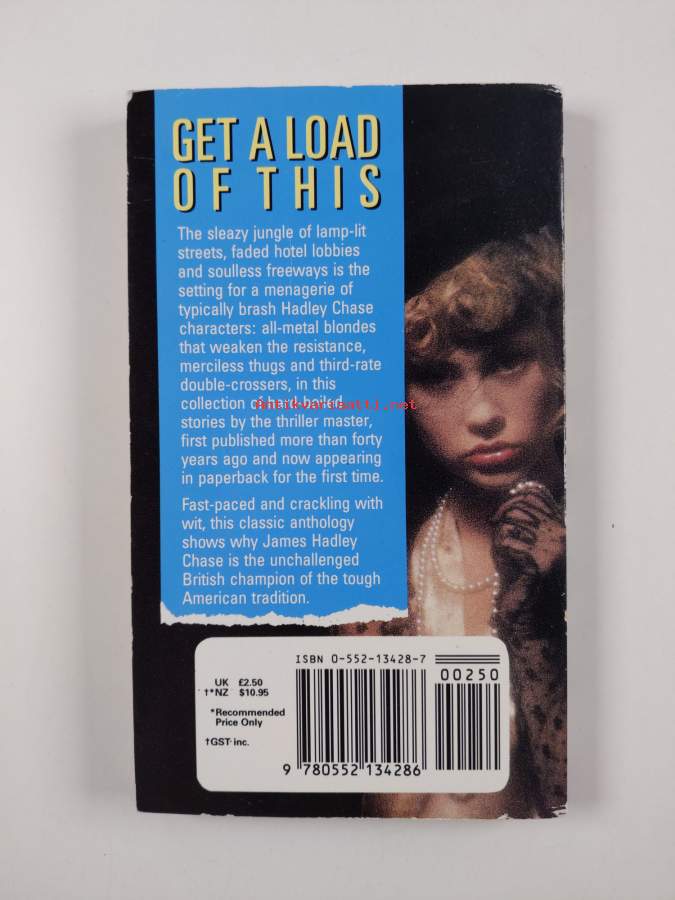 GET A LOAD
OF THIS
The sleazy jungle of lamp-lit
streets, faded hotel lobbies
and soulless freeways is the
setting for a menagerie of
typically brash Hadley Chase
characters: all-metal blondes
that weaken the resistance,
merciless thugs and third-rate
double-crossers, in this
collection of hard-boiled
Antikvariaatti.net
stories by the thriller master,
first published more than forty
years ago and now appearing
in paperback for the first time.
Fast-paced and crackling with
wit, this classic anthology
shows why James Hadley
Chase is the unchallenged
British champion of the tough
American tradition.
UK £2.50
†*NZ $10.95
*Recommended
Price Only
†GST· inc.
ISBN 0-552-13428-7
00250
9 780552 134286